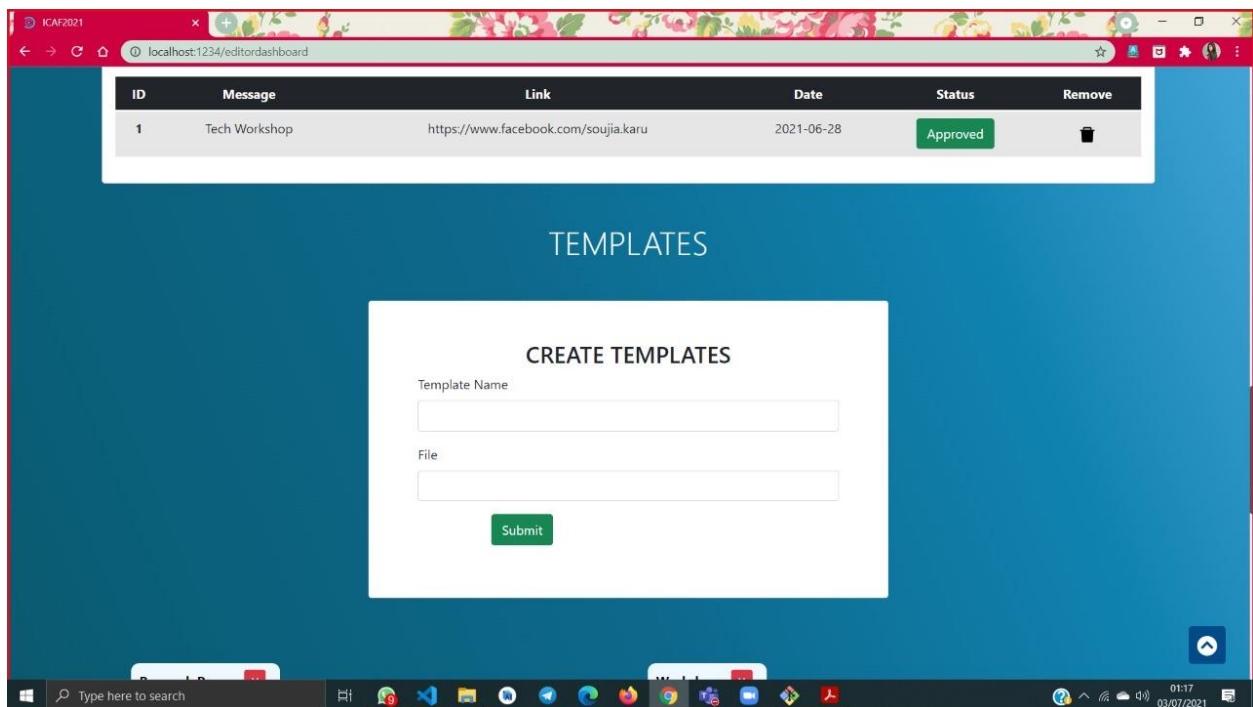 ICAF2021
localhost:1234/editordashboard
ID Message Link Date Status Remove
1 Tech Workshop https://www.facebook.com/soujia.karu 2021-06-28 Approved
TEMPLATES
CREATE TEMPLATES
Template Name
File
Submit
Type here to search
01:17
03/07/2021